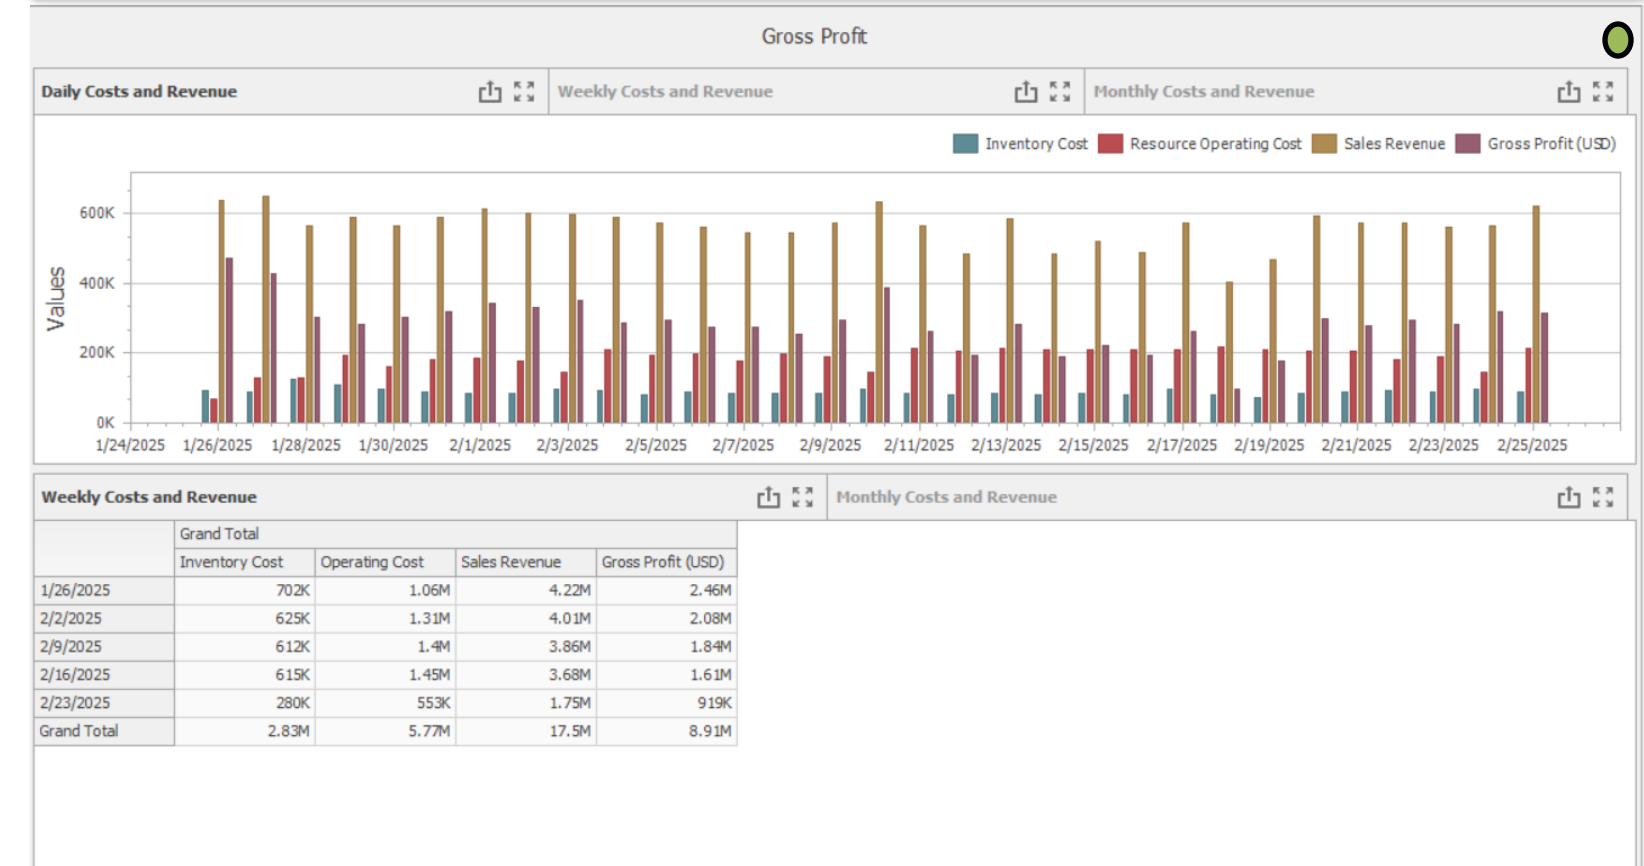 Gross Profit
Daily Costs and Revenue Weekly Costs and Revenue Monthly Costs and Revenue
Inventory Cost Resource Operating Cost Sales Revenue Gross Profit (USD)
600K
400K
200K
0K
Values
1/24/2025 1/26/2025 1/28/2025 1/30/2025 2/1/2025 2/3/2025 2/5/2025 2/7/2025 2/9/2025 2/11/2025 2/13/2025 2/15/2025 2/17/2025 2/19/2025 2/21/2025 2/23/2025 2/25/2025
Weekly Costs and Revenue Monthly Costs and Revenue
Grand Total
Inventory Cost Operating Cost Sales Revenue Gross Profit (USD)
1/26/2025 702K 1.06M 4.22M 2.46M
2/2/2025 625K 1.31M 4.01M 2.08M
2/9/2025 612K 1.4M 3.86M 1.84M
2/16/2025 615K 1.45M 3.68M 1.61M
2/23/2025 280K 553K 1.75M 919K
Grand Total 2.83M 5.77M 17.5M 8.91M